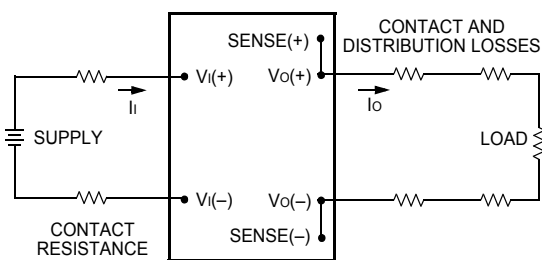 CONTACT AND
DISTRIBUTION LOSSES
SENSE(+)
VI(+)
VO(+)
II
IO
SUPPLY
LOAD
VI(–)
VO(–)
CONTACT
RESISTANCE
SENSE(–)